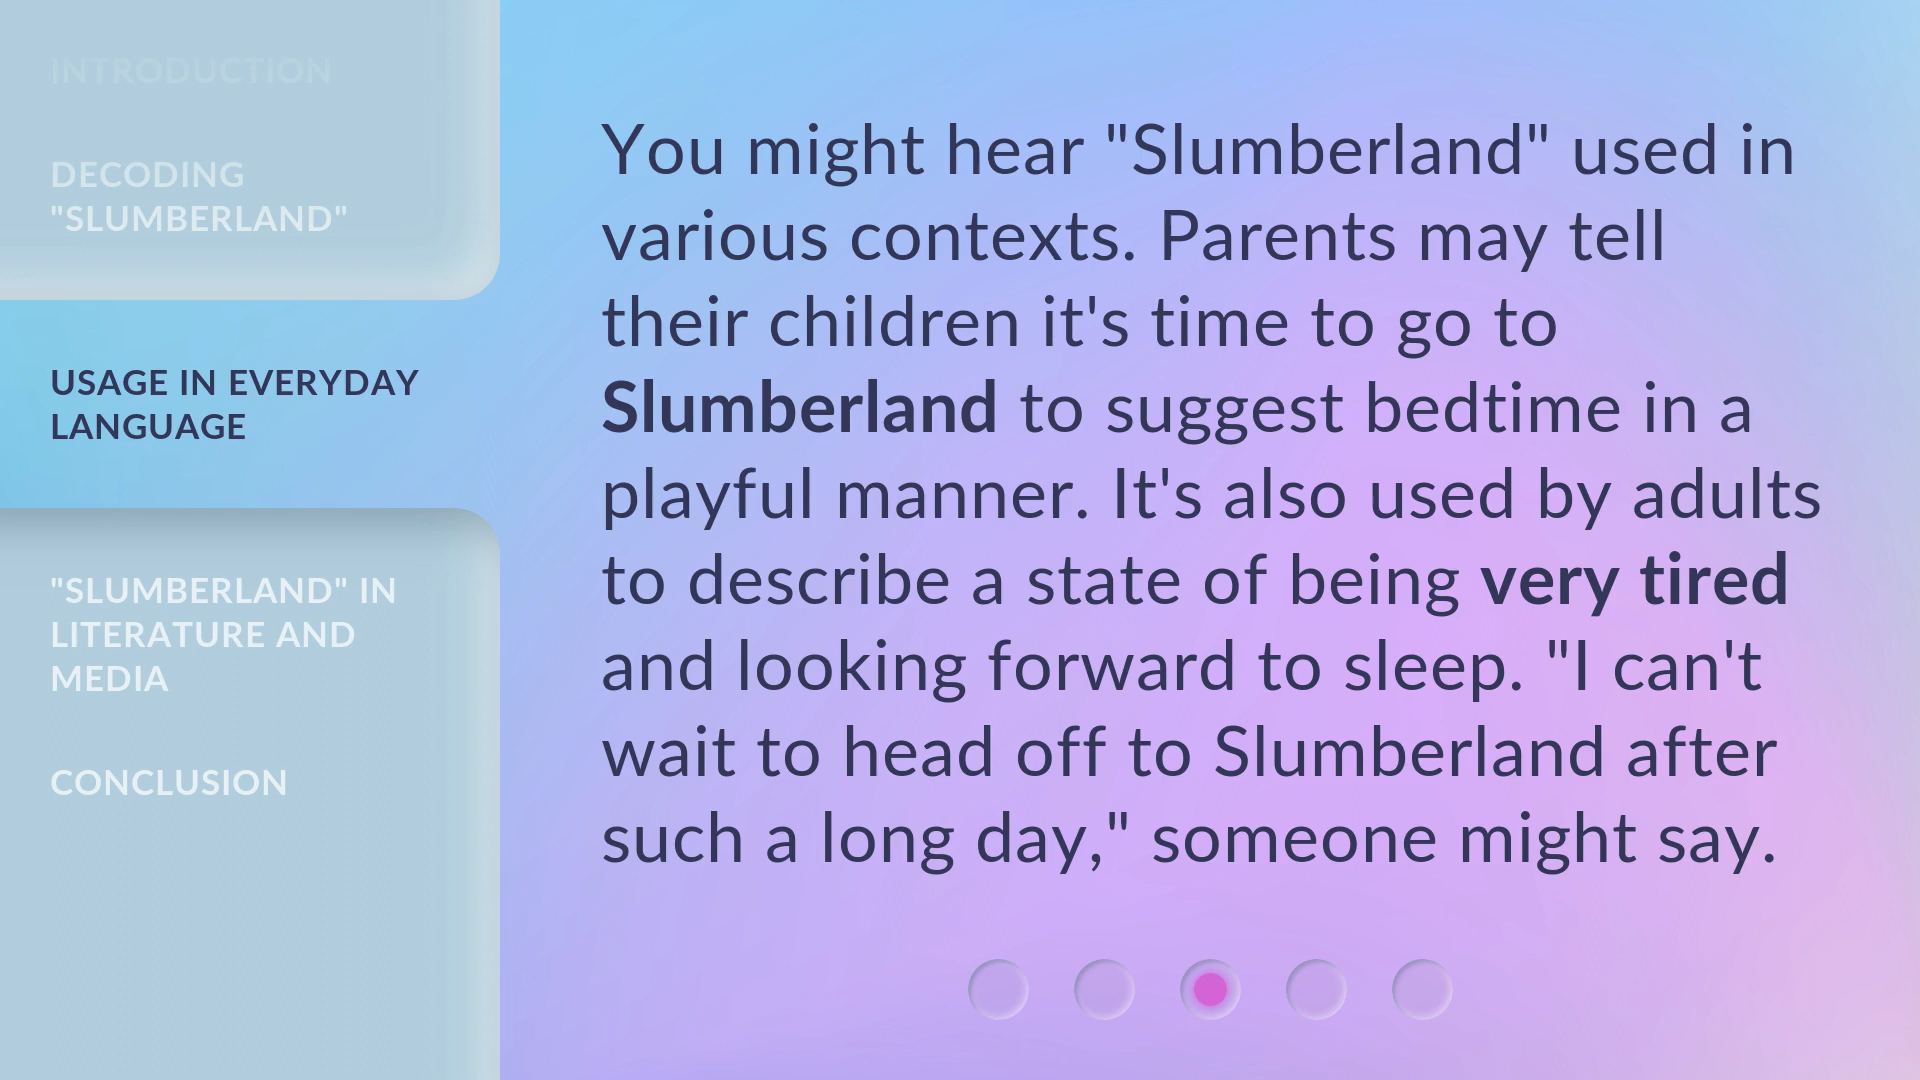 INTRODUCTION
DECODING
"SLUMBERLAND"
USAGE IN EVERYDAY
LANGUAGE
"SLUMBERLAND" IN
LITERATURE AND
MEDIA
CONCLUSION
You might hear "Slumberland" used in
various contexts. Parents may tell
their children it's time to go to
Slumberland to suggest bedtime in a
playful manner. It's also used by adults
to describe a state of being very tired
and looking forward to sleep. "I can't
wait to head off to Slumberland after
such a long day," someone might say.